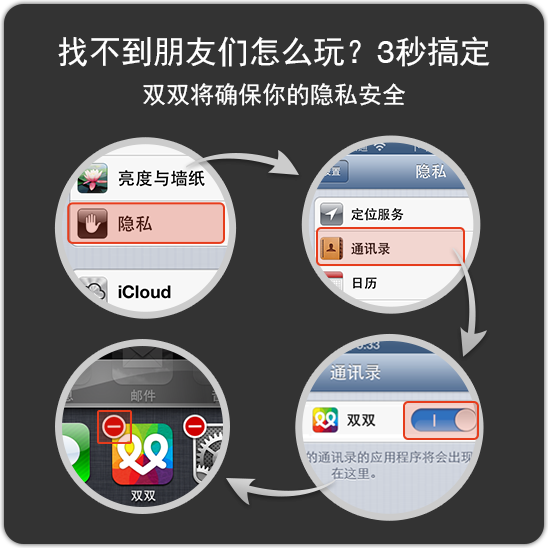 找不到朋友们怎么玩？3秒搞定
双双将确保你的隐私安全
亮度与墙纸
隐私
iCloud
设置
隐私
定位服务
通讯录
日历
邮件
双双
3:33
通讯录
双双
的通讯录的应用程序将会出现
在这里。